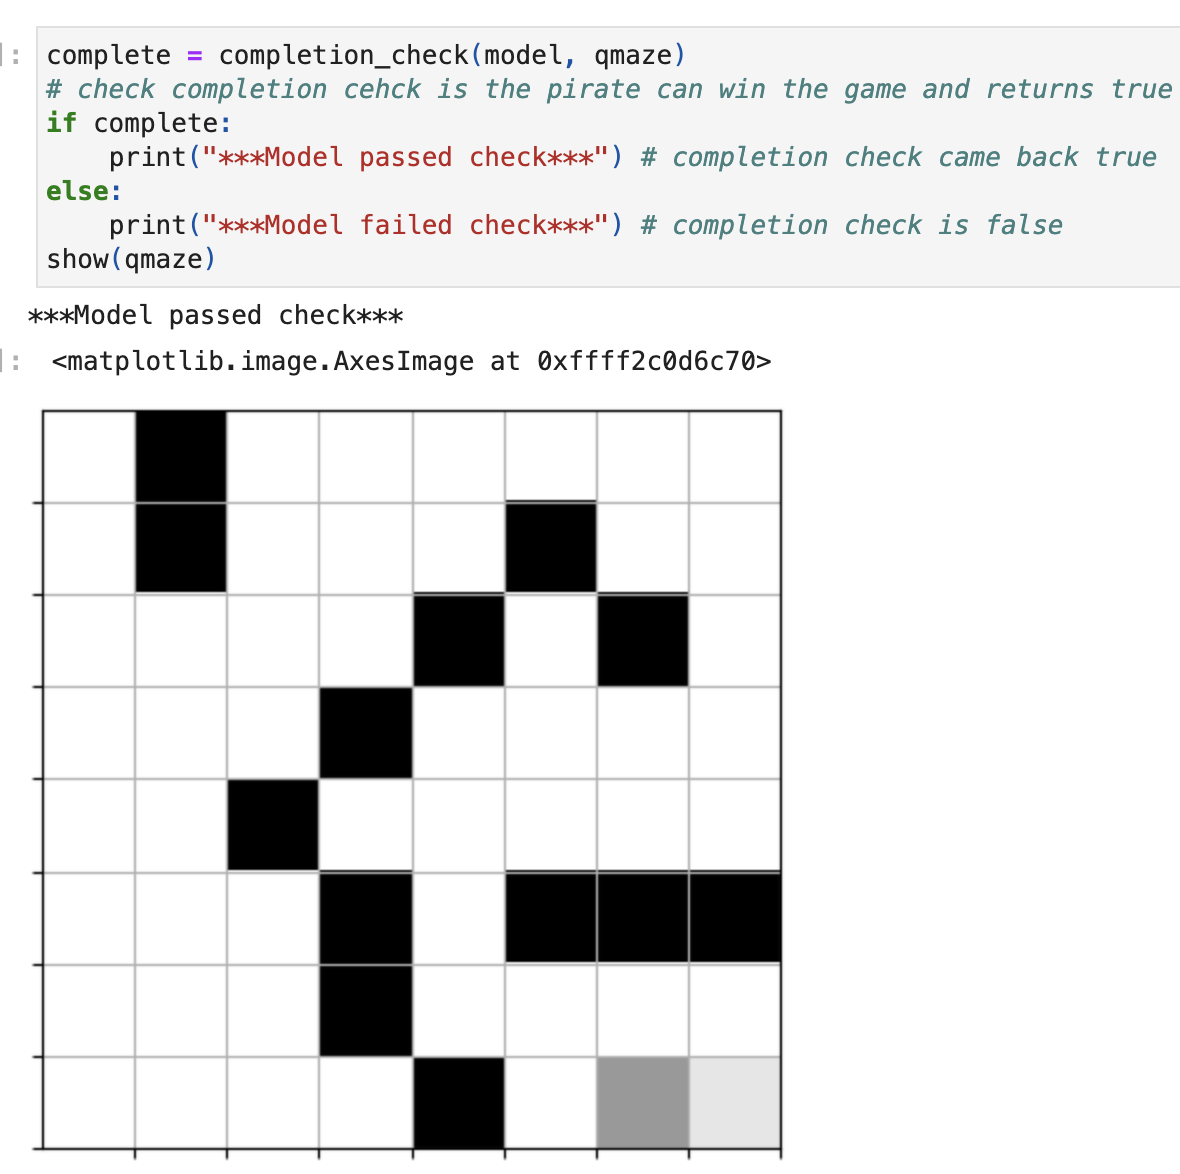 ]: complete = completion_check(model, qmaze)
# check completion cehck is the pirate can win the game and returns true
if complete:
    print("***Model passed check***") # completion check came back true
else:
    print("***Model failed check***") # completion check is false
show(qmaze)
***Model passed check***
]: <matplotlib.image.AxesImage at 0xffff2c0d6c70>